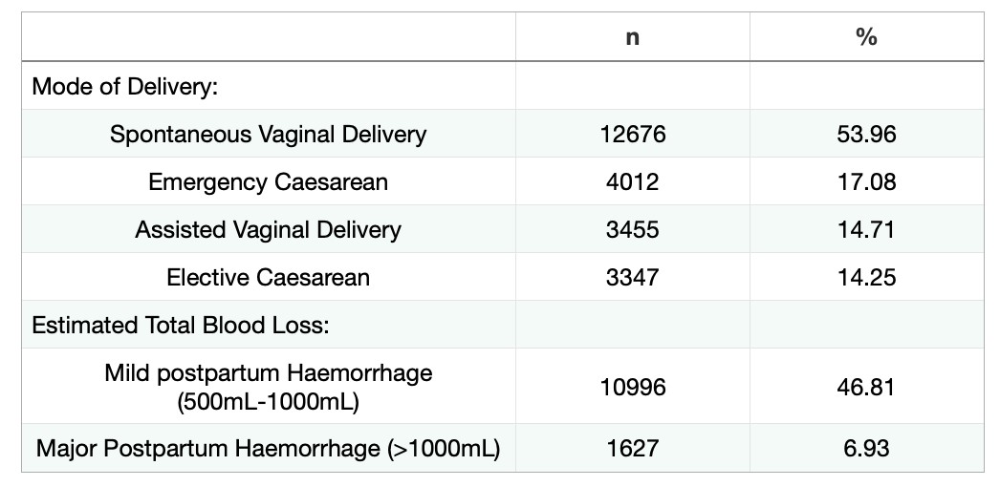 n %
Mode of Delivery:
Spontaneous Vaginal Delivery 12676 53.96
Emergency Caesarean 4012 17.08
Assisted Vaginal Delivery 3455 14.71
Elective Caesarean 3347 14.25
Estimated Total Blood Loss:
Mild postpartum Haemorrhage
(500mL-1000mL) 10996 46.81
Major Postpartum Haemorrhage (>1000mL) 1627 6.93